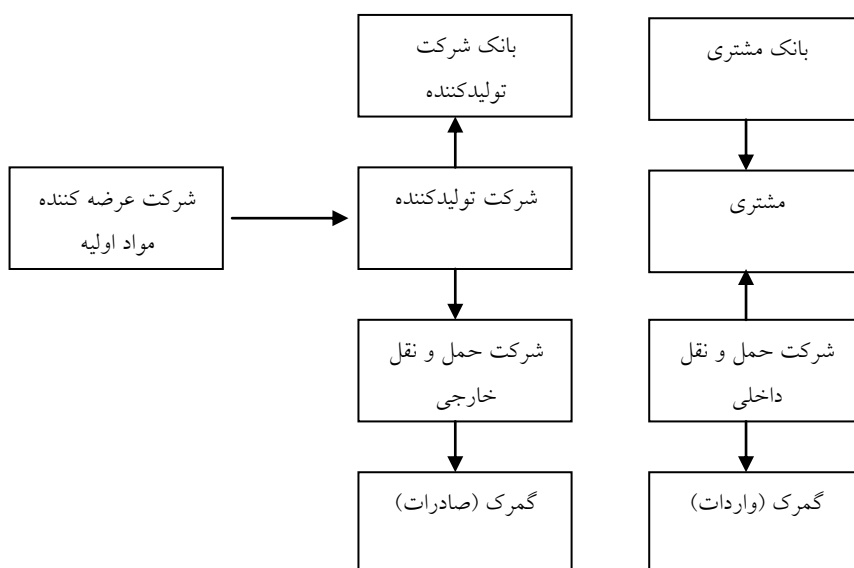 بانک شرکت
تولیدکننده
بانک مشتری
شرکت عرضه کننده
مواد اولیه
شرکت تولیدکننده
مشتری
شرکت حمل و نقل
خارجی
شرکت حمل و نقل
داخلی
گمرک (صادرات)
گمرک (واردات)